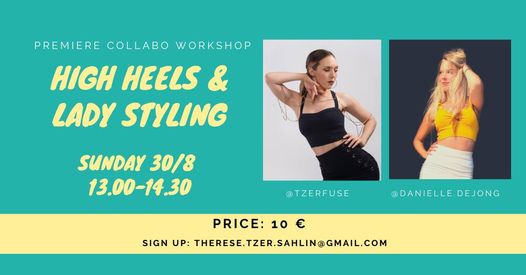 PREMIERE COLLABO WORKSHOP
HIGH HEELS &
LADY STYLING
SUNDAY 30/8
13.00-14.30
@TZERFUSE
@DANIELLE.DEJONG
PRICE: 10 €
SIGN UP: THERESE.TZER.SAHLIN@GMAIL.COM